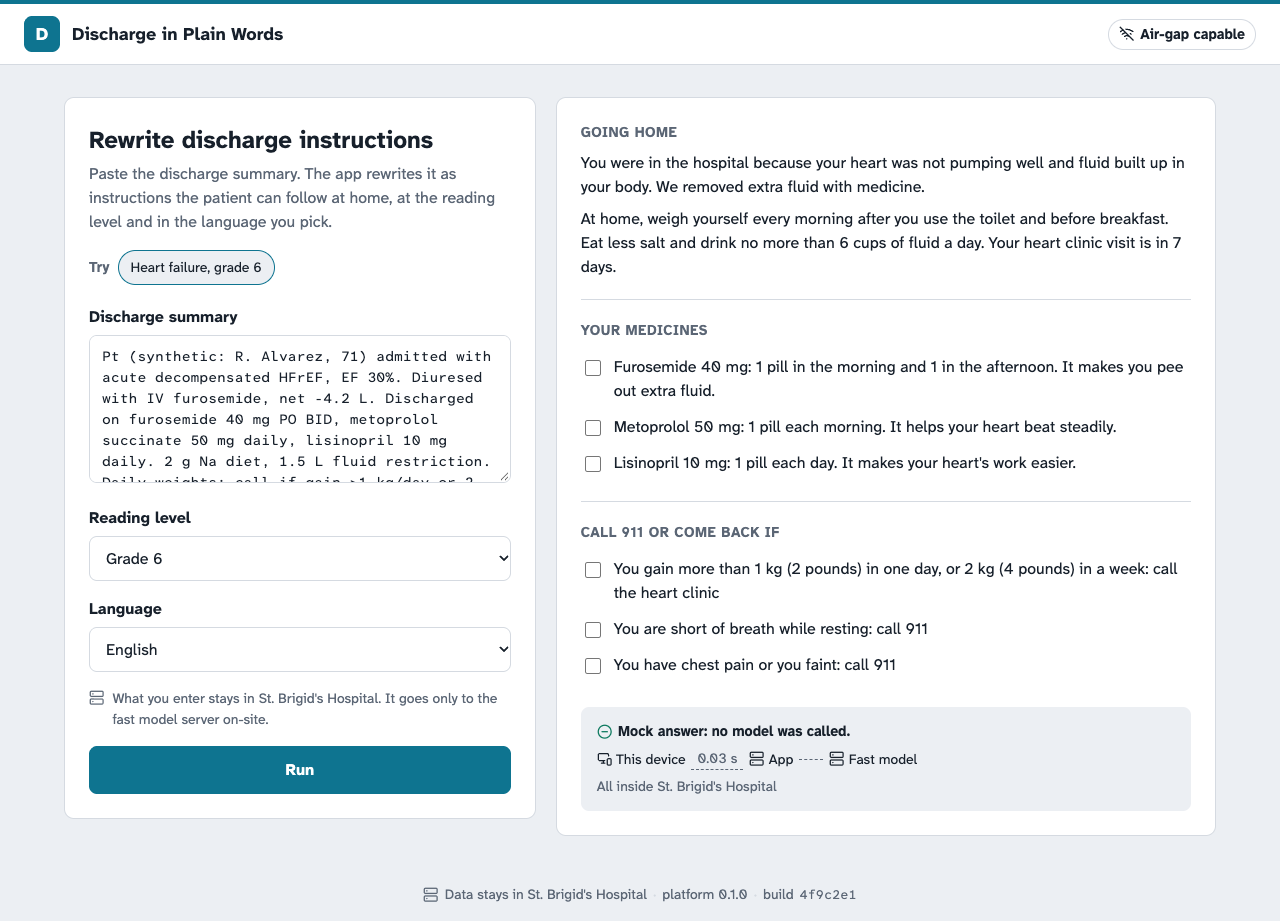 D
Discharge in Plain Words
Air-gap capable
Rewrite discharge instructions
Paste the discharge summary. The app rewrites it as
instructions the patient can follow at home, at the reading
level and in the language you pick.
Try
Heart failure, grade 6
Discharge summary
Pt (synthetic: R. Alvarez, 71) admitted with
acute decompensated HFrEF, EF 30%. Diuresed
with IV furosemide, net -4.2 L. Discharged
on furosemide 40 mg PO BID, metoprolol
succinate 50 mg daily, lisinopril 10 mg
daily. 2 g Na diet, 1.5 L fluid restriction.
Daily weights: call if gain >1 kg/day or 2
Reading level
Grade 6
Language
English
What you enter stays in St. Brigid's Hospital. It goes only to the
fast model server on-site.
Run
GOING HOME
You were in the hospital because your heart was not pumping well and fluid built up in
your body. We removed extra fluid with medicine.
At home, weigh yourself every morning after you use the toilet and before breakfast.
Eat less salt and drink no more than 6 cups of fluid a day. Your heart clinic visit is in 7
days.
YOUR MEDICINES
Furosemide 40 mg: 1 pill in the morning and 1 in the afternoon. It makes you pee
out extra fluid.
Metoprolol 50 mg: 1 pill each morning. It helps your heart beat steadily.
Lisinopril 10 mg: 1 pill each day. It makes your heart's work easier.
CALL 911 OR COME BACK IF
You gain more than 1 kg (2 pounds) in one day, or 2 kg (4 pounds) in a week: call
the heart clinic
You are short of breath while resting: call 911
You have chest pain or you faint: call 911
Mock answer: no model was called.
This device 0.03 s App Fast model
All inside St. Brigid's Hospital
Data stays in St. Brigid's Hospital · platform 0.1.0 · build 4f9c2e1